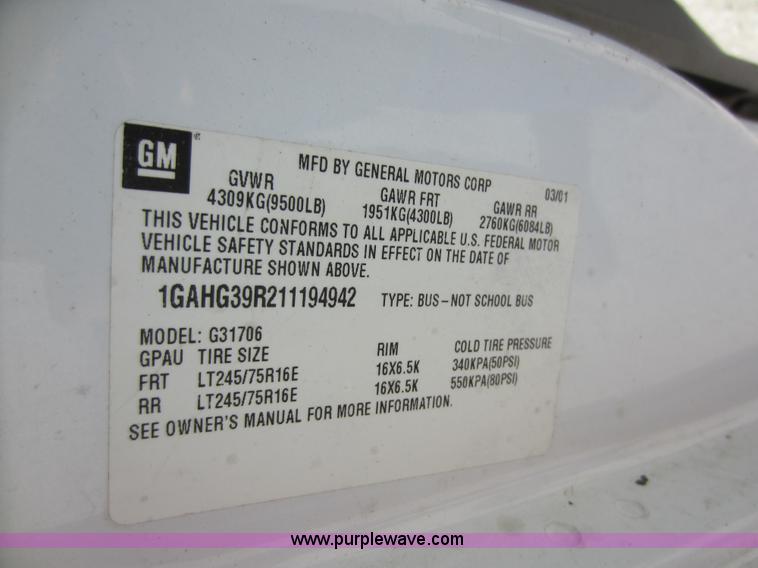 GM
MFD BY GENERAL MOTORS CORP 03/01
GVWR GAWR FRT GAWR RR
4309KG(9500LB) 1951KG(4300LB) 2760KG(6084LB)
THIS VEHICLE CONFORMS TO ALL APPLICABLE U.S. FEDERAL MOTOR
VEHICLE SAFETY STANDARDS IN EFFECT ON THE DATE OF
MANUFACTURE SHOWN ABOVE.
1GAHG39R211194942 TYPE: BUS-NOT SCHOOL BUS
MODEL: G31706
GPAU TIRE SIZE RIM COLD TIRE PRESSURE
FRT LT245/75R16E 16X6.5K 340KPA(50PSI)
RR LT245/75R16E 16X6.5K 550KPA(80PSI)
SEE OWNER'S MANUAL FOR MORE INFORMATION.
www.purplewave.com